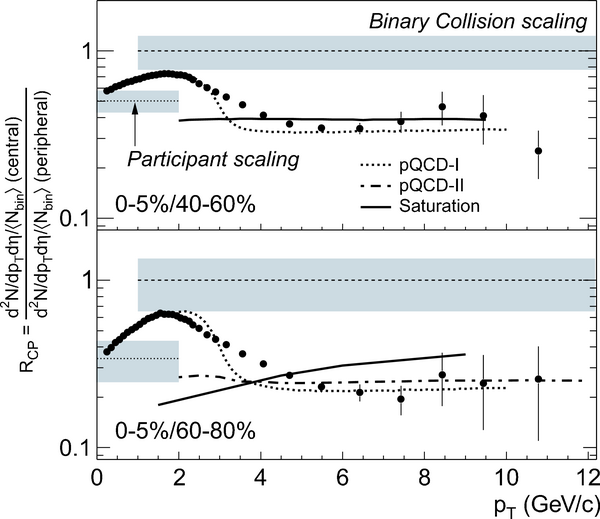 Binary Collision scaling
1
Participant scaling
pQCD-I
pQCD-II
Saturation
0-5%/40-60%
0.1
R_CP = d²N/dp_Tdη/⟨N_bin⟩ (central)
d²N/dp_Tdη/⟨N_bin⟩ (peripheral)
1
0-5%/60-80%
0.1
0 2 4 6 8 10 12
p_T (GeV/c)